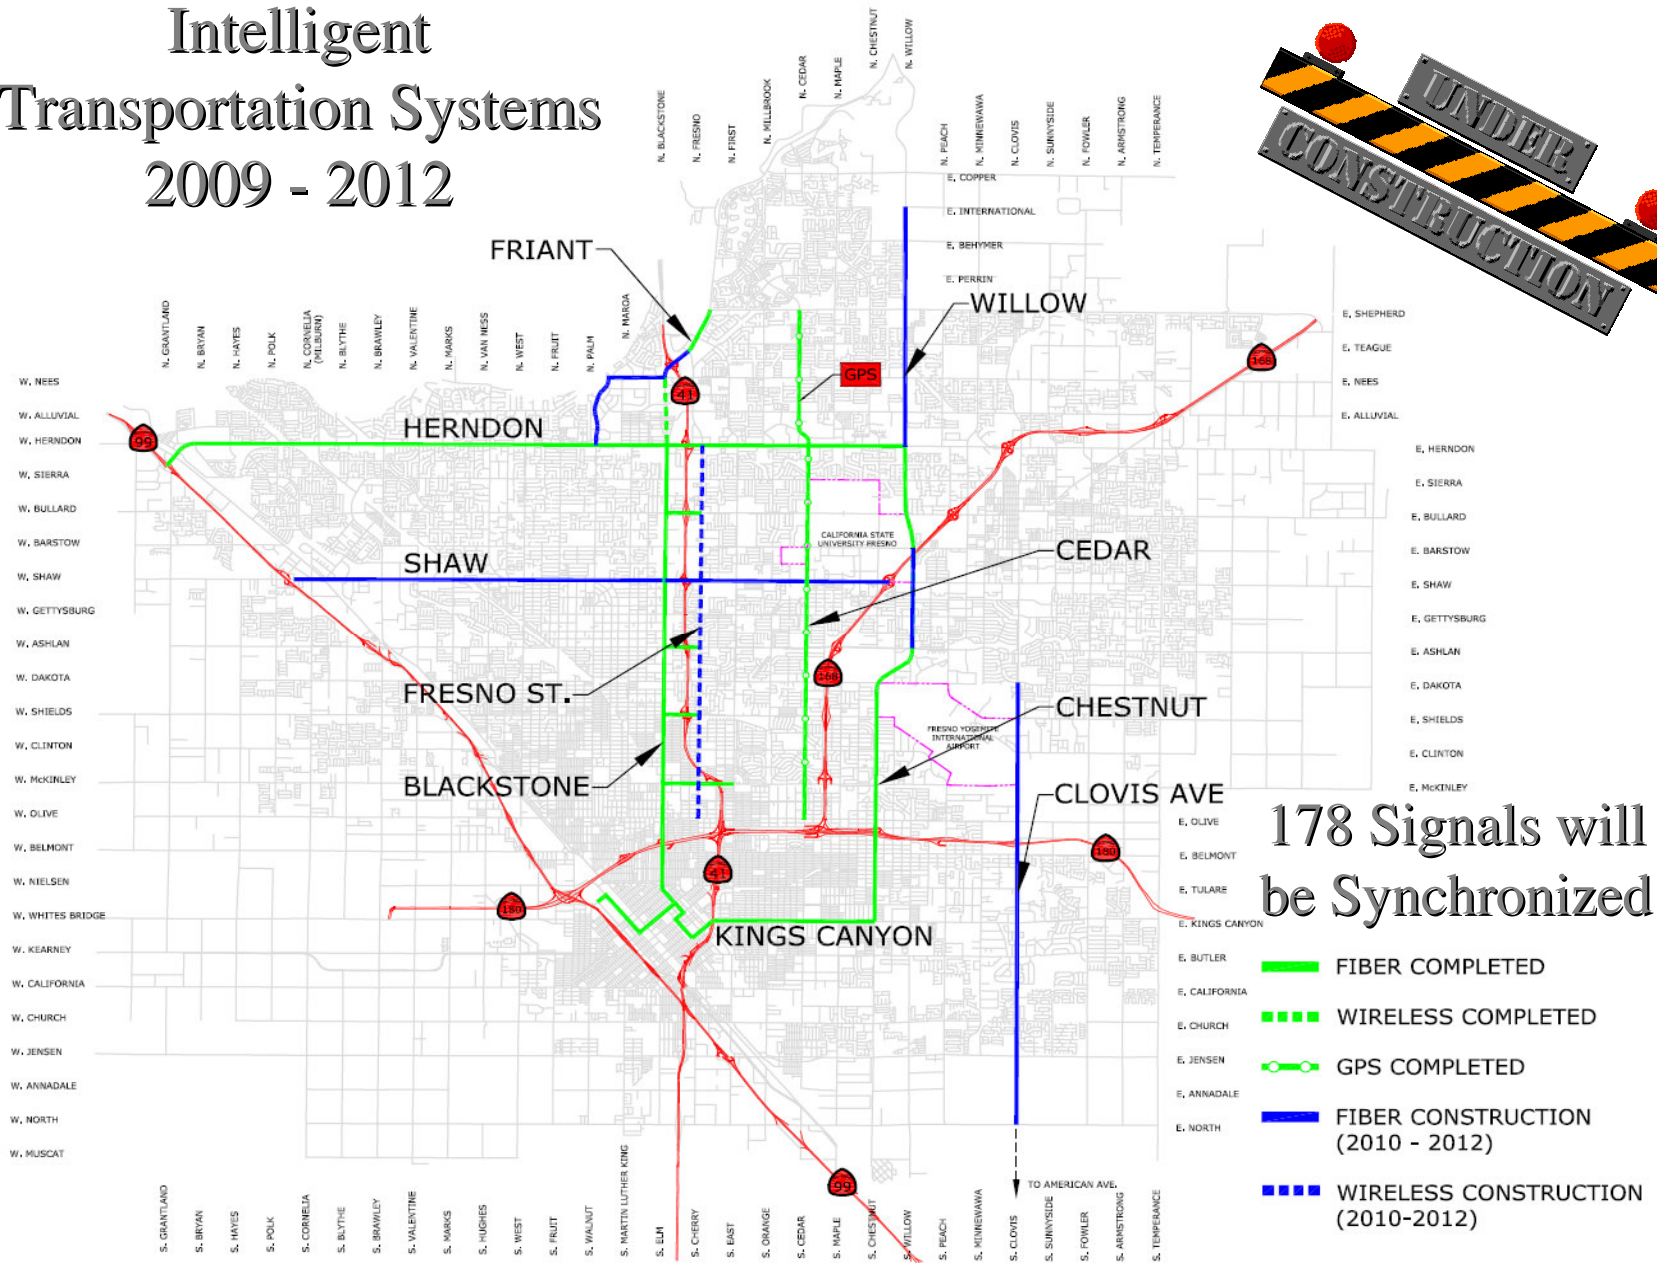 Intelligent
Transportation Systems
2009 - 2012
UNDER
CONSTRUCTION
N. BLACKSTONE
N. FRESNO
N. FIRST
N. MILLBROOK
N. CEDAR
N. MAPLE
N. CHESTNUT
N. WILLOW
N. PEACH
N. MINNEWAWA
N. CLOVIS
N. SUNNYSIDE
N. FOWLER
N. ARMSTRONG
N. TEMPERANCE
E. COPPER
E. INTERNATIONAL
E. BEHYMER
E. PERRIN
FRIANT
WILLOW
N. GRANTLAND
N. BRYAN
N. HAYES
N. POLK
N. CORNELIA
(MILBURN)
N. BLYTHE
N. BRAWLEY
N. VALENTINE
N. MARKS
N. VAN NESS
N. WEST
N. FRUIT
N. PALM
N. MAROA
E. SHEPHERD
E. TEAGUE
E. NEES
E. ALLUVIAL
E. HERNDON
E. SIERRA
E. BULLARD
E. BARSTOW
E. SHAW
E. GETTYSBURG
E. ASHLAN
E. DAKOTA
E. SHIELDS
E. CLINTON
E. McKINLEY
E. OLIVE
E. BELMONT
E. TULARE
E. KINGS CANYON
E. BUTLER
E. CALIFORNIA
E. CHURCH
E. JENSEN
E. ANNADALE
E. NORTH
W. NEES
W. ALLUVIAL
W. HERNDON
W. SIERRA
W. BULLARD
W. BARSTOW
W. SHAW
W. GETTYSBURG
W. ASHLAN
W. DAKOTA
W. SHIELDS
W. CLINTON
W. McKINLEY
W. OLIVE
W. BELMONT
W. NIELSEN
W. WHITES BRIDGE
W. KEARNEY
W. CALIFORNIA
W. CHURCH
W. JENSEN
W. ANNADALE
W. NORTH
W. MUSCAT
GPS
168
41
99
HERNDON
CALIFORNIA STATE
UNIVERSITY-FRESNO
SHAW
CEDAR
168
FRESNO ST.
CHESTNUT
FRESNO YOSEMITE
INTERNATIONAL
AIRPORT
BLACKSTONE
CLOVIS AVE
180
41
180
KINGS CANYON
99
TO AMERICAN AVE.
178 Signals will
be Synchronized
FIBER COMPLETED
WIRELESS COMPLETED
GPS COMPLETED
FIBER CONSTRUCTION
(2010 - 2012)
WIRELESS CONSTRUCTION
(2010-2012)
S. GRANTLAND
S. BRYAN
S. HAYES
S. POLK
S. CORNELIA
S. BLYTHE
S. BRAWLEY
S. VALENTINE
S. MARKS
S. HUGHES
S. WEST
S. FRUIT
S. WALNUT
S. MARTIN LUTHER KING
S. ELM
S. CHERRY
S. EAST
S. ORANGE
S. CEDAR
S. MAPLE
S. CHESTNUT
S. WILLOW
S. PEACH
S. MINNEWAWA
S. CLOVIS
S. SUNNYSIDE
S. FOWLER
S. ARMSTRONG
S. TEMPERANCE